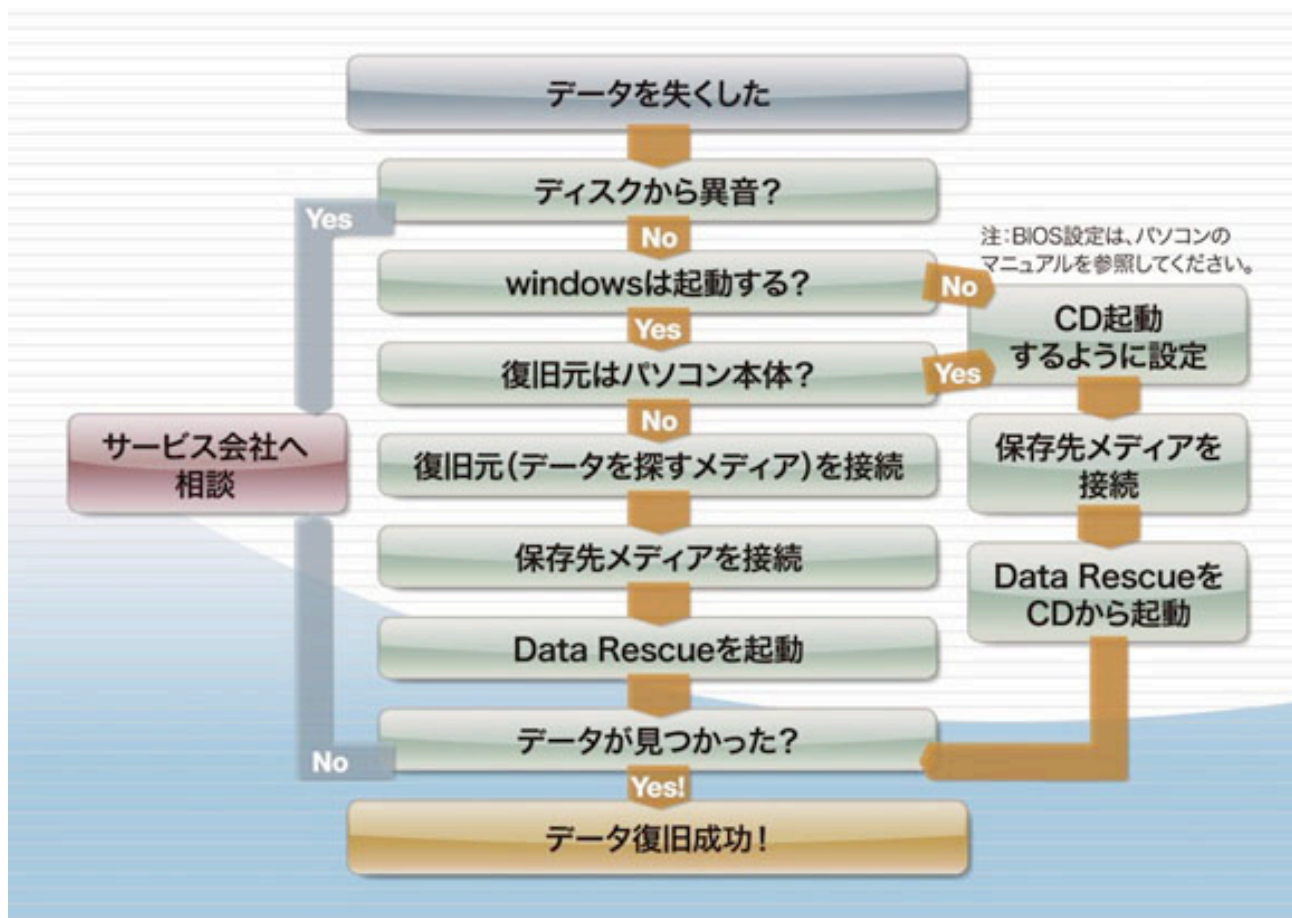 データを失くした
ディスクから異音?
Yes
No
注:BIOS設定は、パソコンの
マニュアルを参照してください。
windowsは起動する?
No
Yes
CD起動
するように設定
復旧元はパソコン本体?
Yes
No
サービス会社へ
相談
復旧元(データを探すメディア)を接続
保存先メディアを
接続
保存先メディアを接続
Data Rescueを
CDから起動
Data Rescueを起動
データが見つかった?
No
Yes!
データ復旧成功!